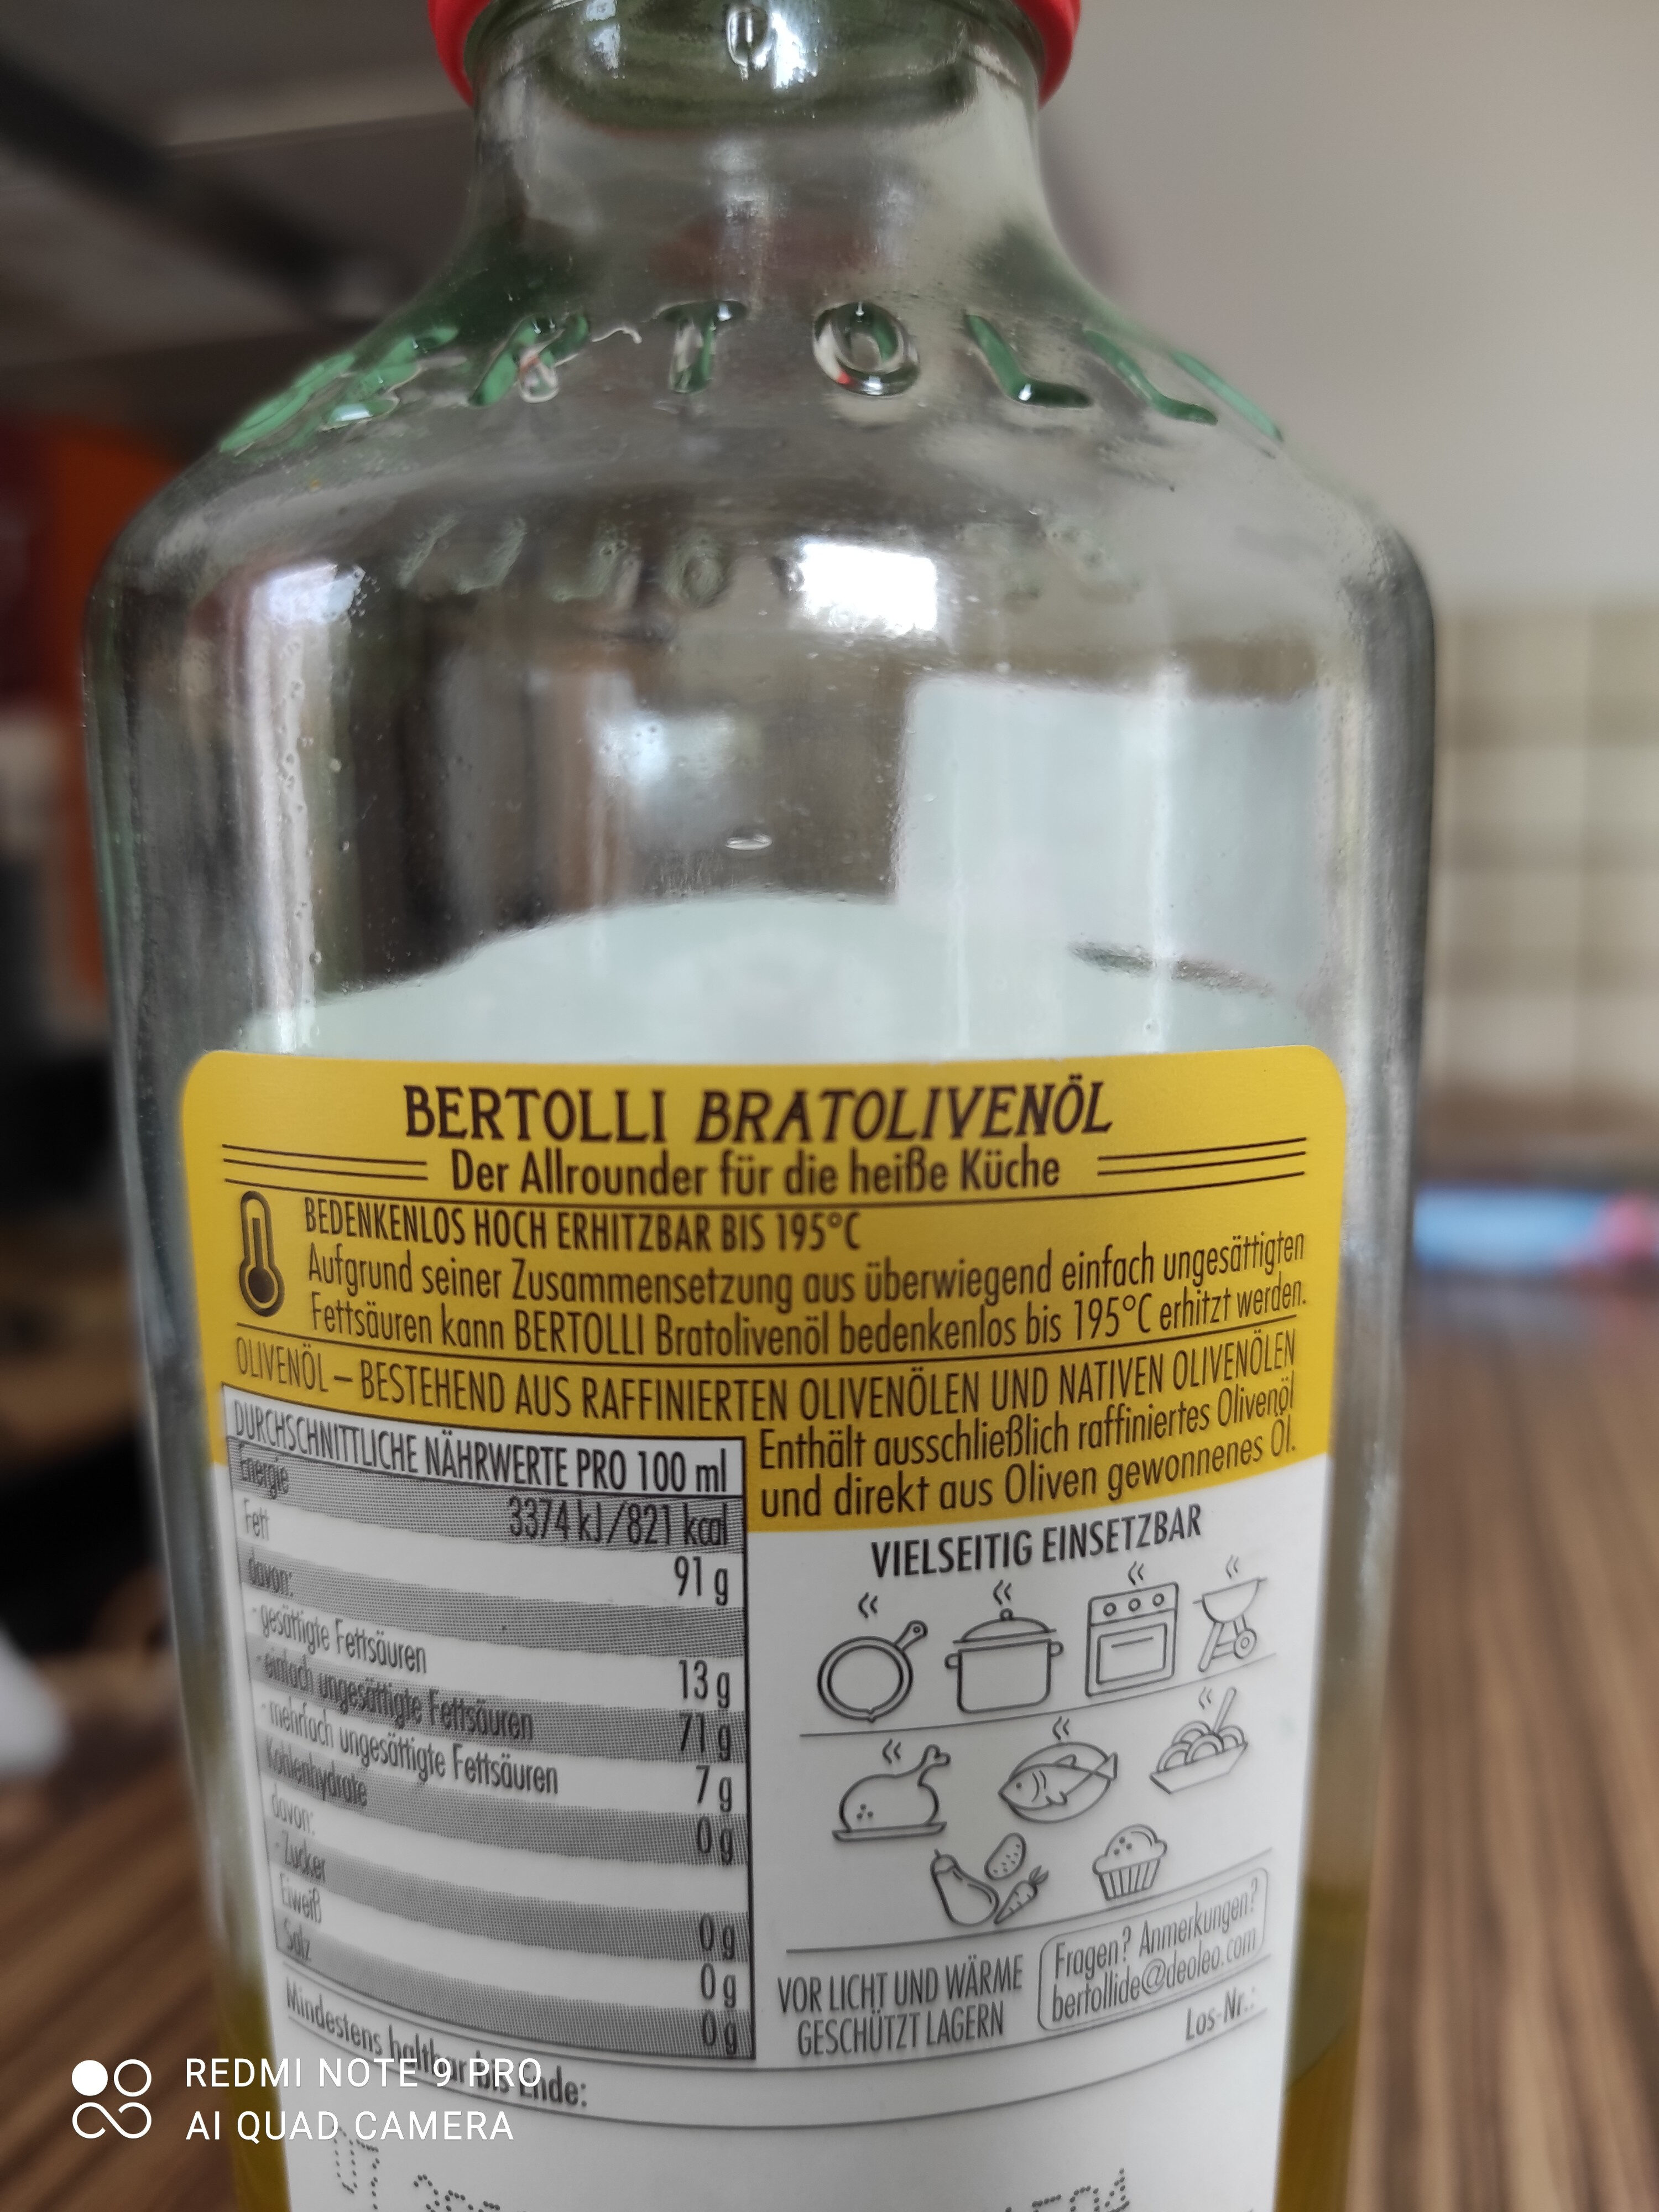 BERTOLLI
BERTOLLI BRATOLIVENÖL
Der Allrounder für die heiße Küche
BEDENKENLOS HOCH ERHITZBAR BIS 195°C
Aufgrund seiner Zusammensetzung aus überwiegend einfach ungesättigten
Fettsäuren kann BERTOLLI Bratolivenöl bedenkenlos bis 195°C erhitzt werden.
OLIVENÖL – BESTEHEND AUS RAFFINIERTEN OLIVENÖLEN UND NATIVEN OLIVENÖLEN
Enthält ausschließlich raffiniertes Olivenöl
und direkt aus Oliven gewonnenes Öl.
DURCHSCHNITTLICHE NÄHRWERTE PRO 100 ml
Energie 3374 kJ/821 kcal
Fett 91 g
davon:
- gesättigte Fettsäuren 13 g
- einfach ungesättigte Fettsäuren 71 g
- mehrfach ungesättigte Fettsäuren 7 g
Kohlenhydrate 0 g
davon:
- Zucker 0 g
Eiweiß 0 g
Salz 0 g
VIELSEITIG EINSETZBAR
VOR LICHT UND WÄRME
GESCHÜTZT LAGERN
Fragen? Anmerkungen?
bertollide@deoleo.com
Los-Nr.:
Mindestens haltbar bis Ende:
REDMI NOTE 9 PRO
AI QUAD CAMERA